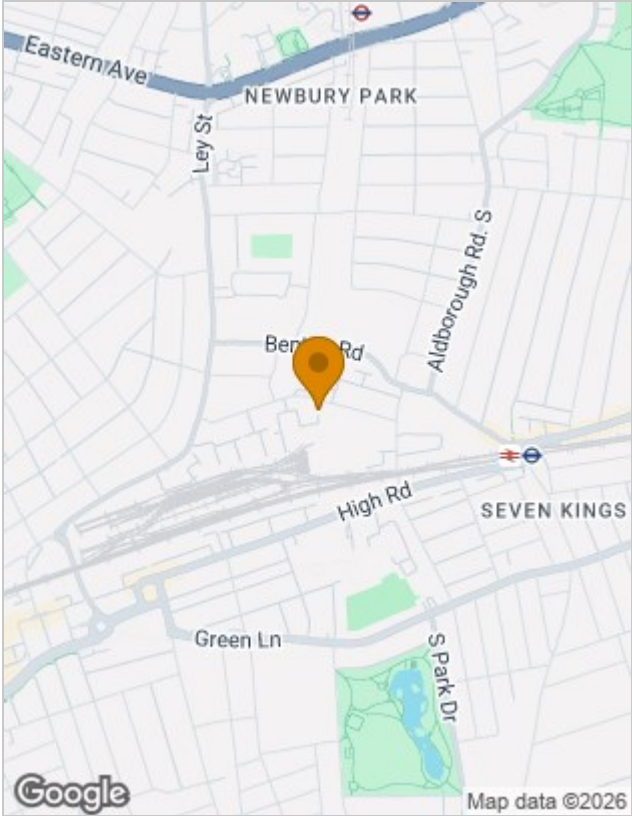 Eastern Ave
NEWBURY PARK
Ley St
Aldborough Rd. S
Rd
High Rd
SEVEN KINGS
Green Ln
S Park Dr
Google
Map data ©2026